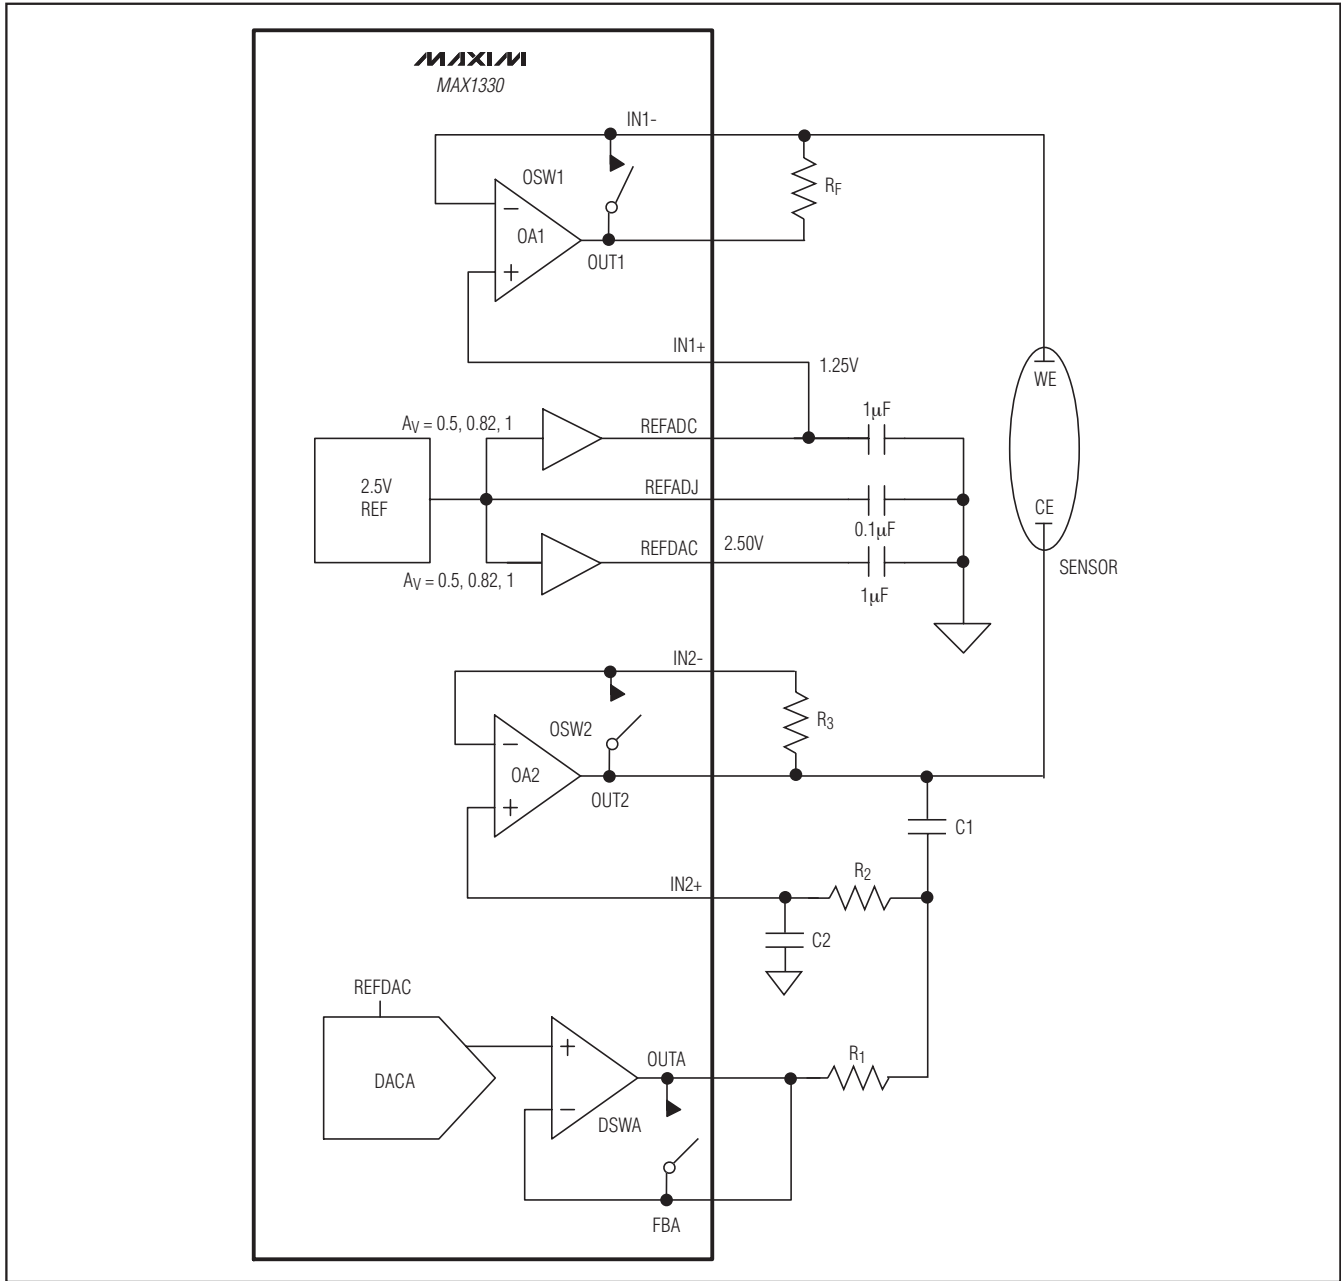 MAXIM
MAX1330
IN1-
OSW1
RF
OA1
−
+
OUT1
IN1+
1.25V
WE
1µF
AV = 0.5, 0.82, 1
REFADC
2.5V
REF
REFADJ
0.1µF
CE
REFDAC
2.50V
AV = 0.5, 0.82, 1
1µF
SENSOR
IN2-
OSW2
R3
−
OA2
+
OUT2
C1
IN2+
R2
C2
REFDAC
DACA
+
−
OUTA
R1
DSWA
FBA